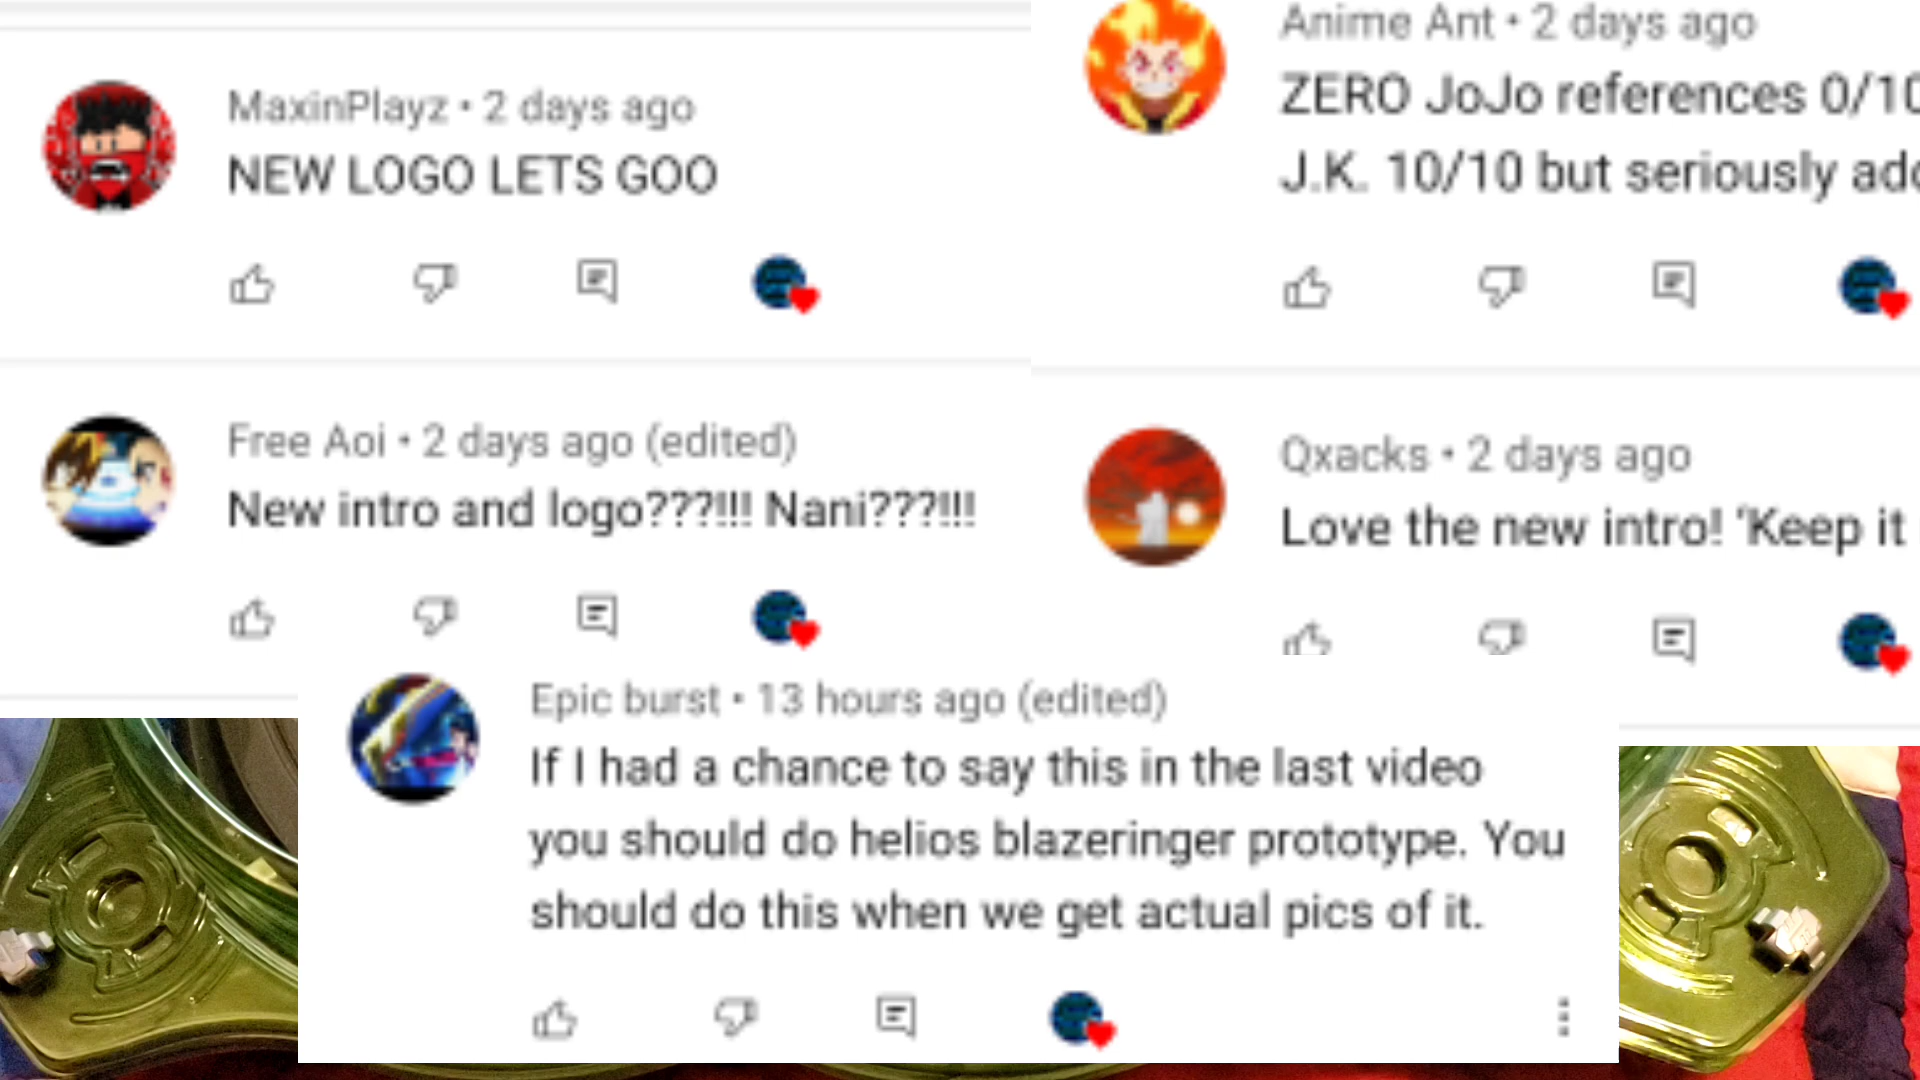 MaxinPlayz • 2 days ago
NEW LOGO LETS GOO
Free Aoi • 2 days ago (edited)
New intro and logo???!!! Nani???!!!
Anime Ant • 2 days ago
ZERO JoJo references 0/10
J.K. 10/10 but seriously
Qxacks • 2 days ago
Love the new intro! ‘Keep it
Epic burst • 13 hours ago (edited)
If I had a chance to say this in the last video
you should do helios blazeringer prototype. You
should do this when we get actual pics of it.